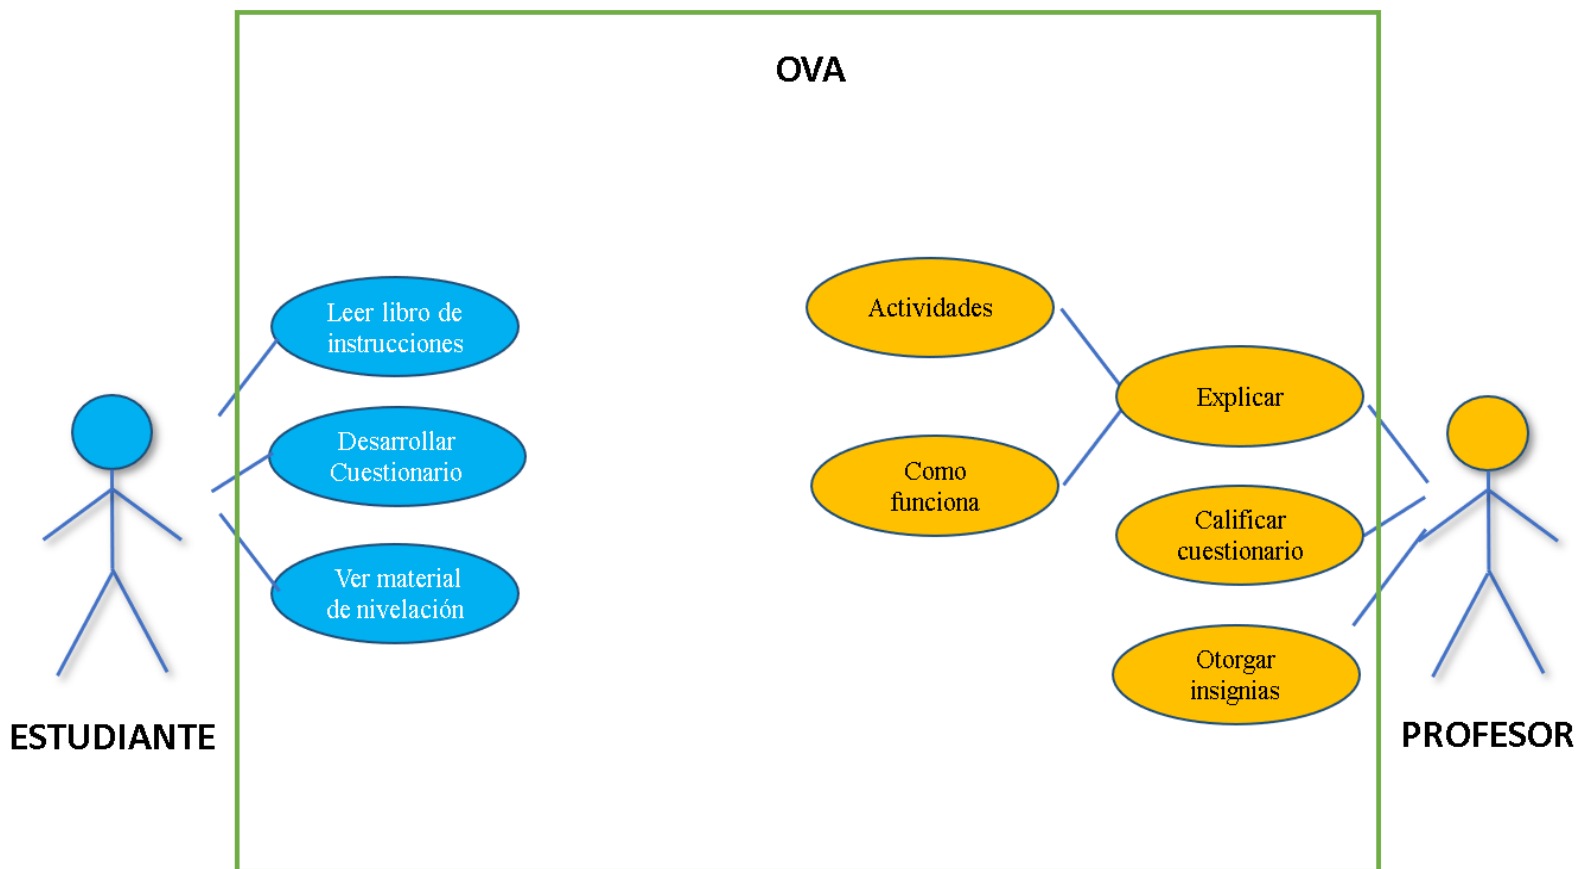 OVA
Leer libro de
instrucciones
Desarrollar
Cuestionario
Ver material
de nivelación
Actividades
Como
funciona
Explicar
Calificar
cuestionario
Otorgar
insignias
ESTUDIANTE
PROFESOR